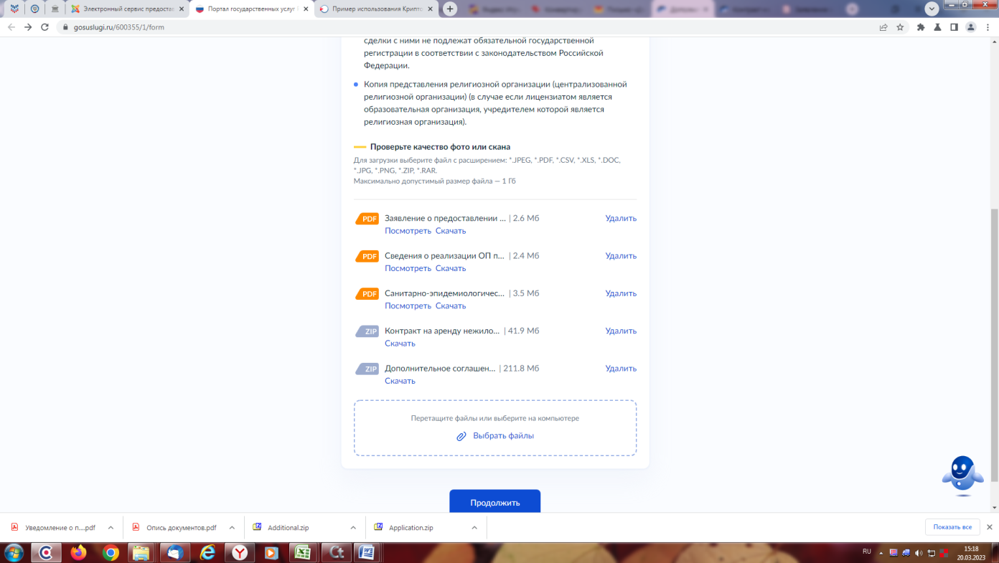 Электронный сервис предостав
Портал государственных услуг Р
Пример использования Крипто
gosuslugi.ru/600355/1/form
сделки с ними не подлежат обязательной государственной
регистрации в соответствии с законодательством Российской
Федерации.
Копия представления религиозной организации (централизованной
религиозной организации) (в случае если лицензиатом является
образовательная организация, учредителем которой является
религиозная организация).
Проверьте качество фото или скана
Для загрузки выберите файл с расширением: *.JPEG, *.PDF, *.CSV, *.XLS, *.DOC,
*.JPG, *.PNG, *.ZIP, *.RAR.
Максимально допустимый размер файла — 1 Гб
PDF Заявление о предоставлении ... | 2.6 Мб Удалить
Посмотреть Скачать
PDF Сведения о реализации ОП п... | 2.4 Мб Удалить
Посмотреть Скачать
PDF Санитарно-эпидемиологичес... | 3.5 Мб Удалить
Посмотреть Скачать
ZIP Контракт на аренду нежило... | 41.9 Мб Удалить
Скачать
ZIP Дополнительное соглашен... | 211.8 Мб Удалить
Скачать
Перетащите файлы или выберите на компьютере
Выбрать файлы
Продолжить
Уведомление о п....pdf
Опись документов.pdf
Additional.zip
Application.zip
Показать все
RU
15:18
20.03.2023